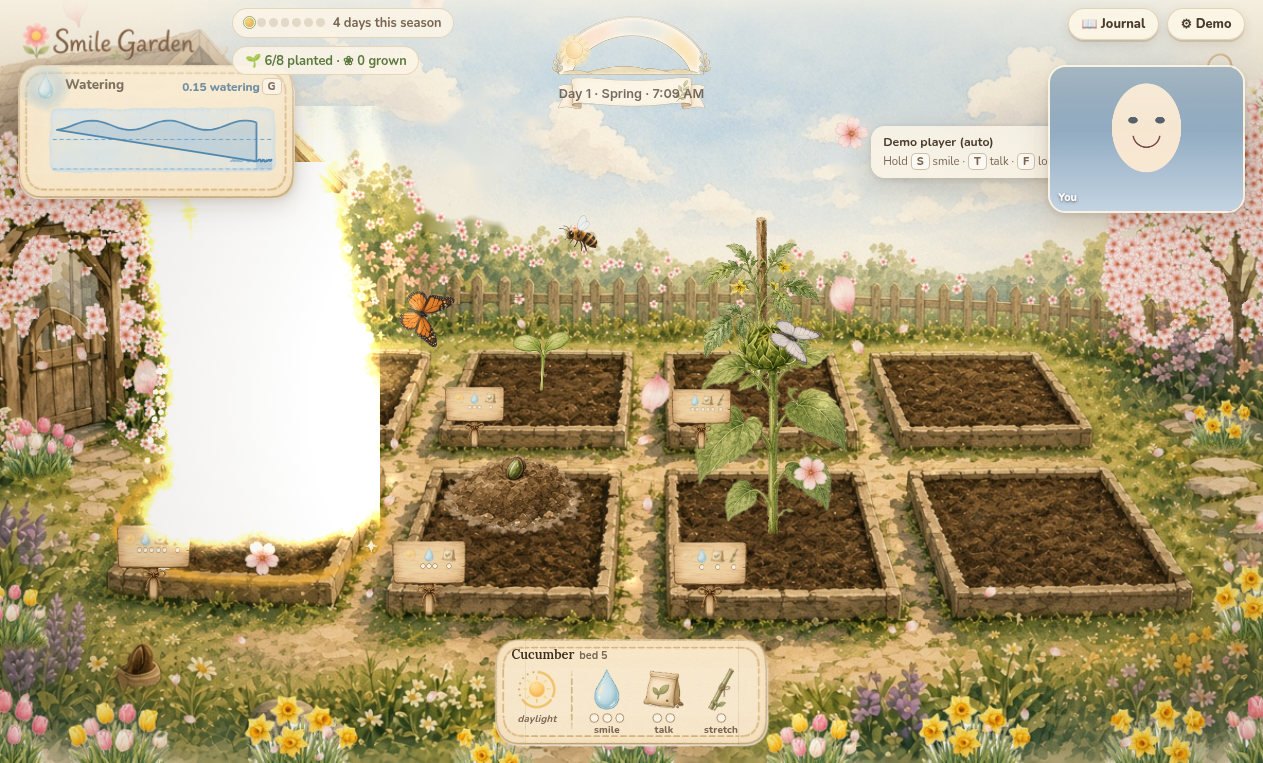 Smile Garden
4 days this season
6/8 planted · ❀ 0 grown
Day 1 · Spring · 7:09 AM
Journal
Demo
Watering
0.15 watering G
Demo player (auto)
Hold S smile · T talk · F lo
You
Cucumber bed 5
daylight
smile
talk
stretch